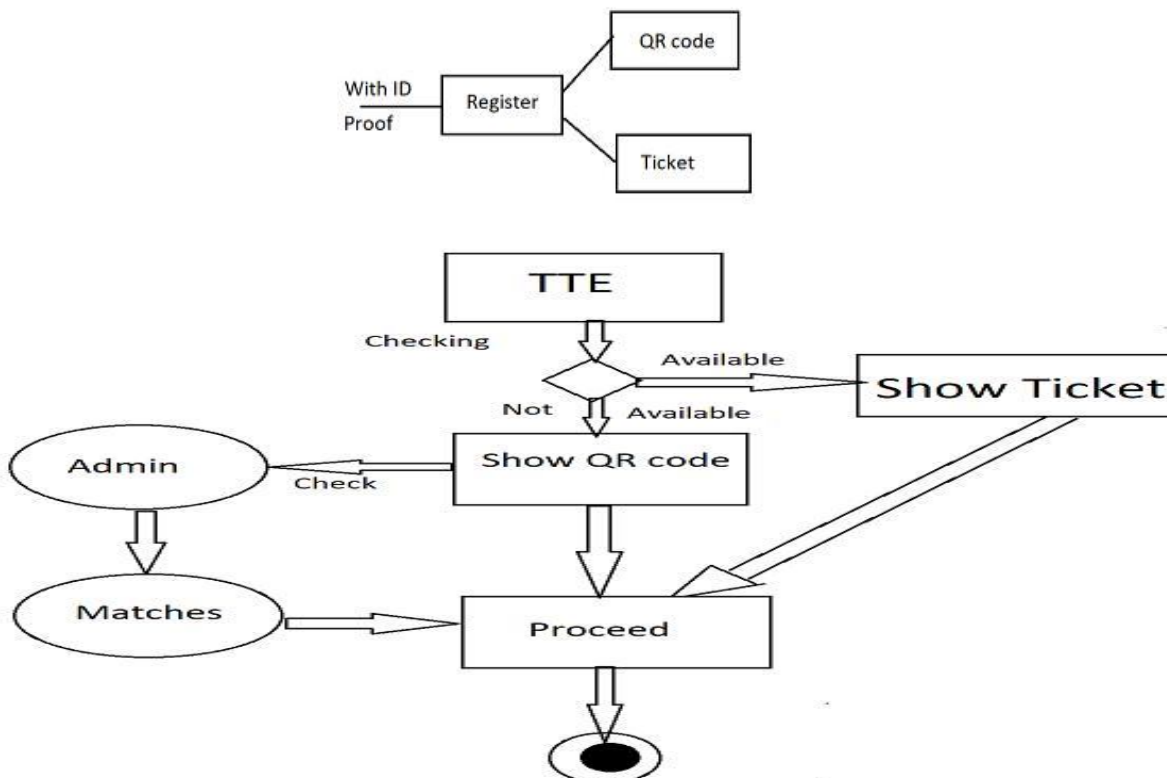 QR code
With ID
Proof
Register
Ticket
TTE
Checking
Available
Show Ticket
Not Available
Show QR code
Admin
Check
Matches
Proceed